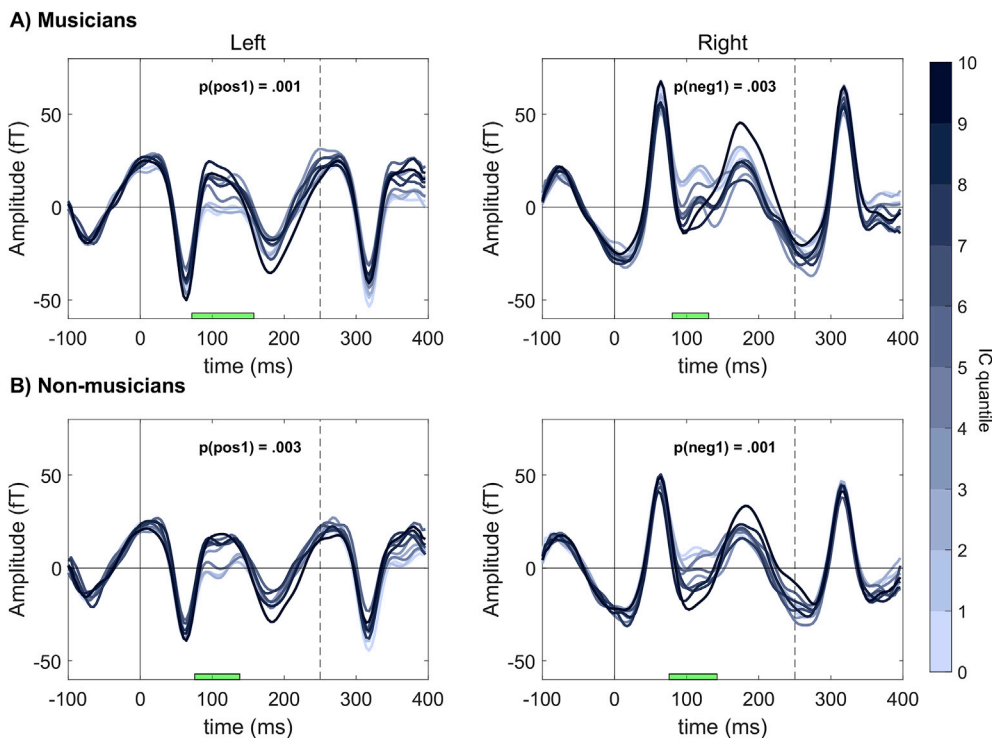 A) Musicians
Left
Right
p(pos1) = .001
p(neg1) = .003
Amplitude (fT)
50
0
-50
-100 0 100 200 300 400
time (ms)
Amplitude (fT)
50
0
-50
-100 0 100 200 300 400
time (ms)
B) Non-musicians
p(pos1) = .003
p(neg1) = .001
Amplitude (fT)
50
0
-50
-100 0 100 200 300 400
time (ms)
Amplitude (fT)
50
0
-50
-100 0 100 200 300 400
time (ms)
10
9
8
7
6
5
4
3
2
1
0
IC quantile